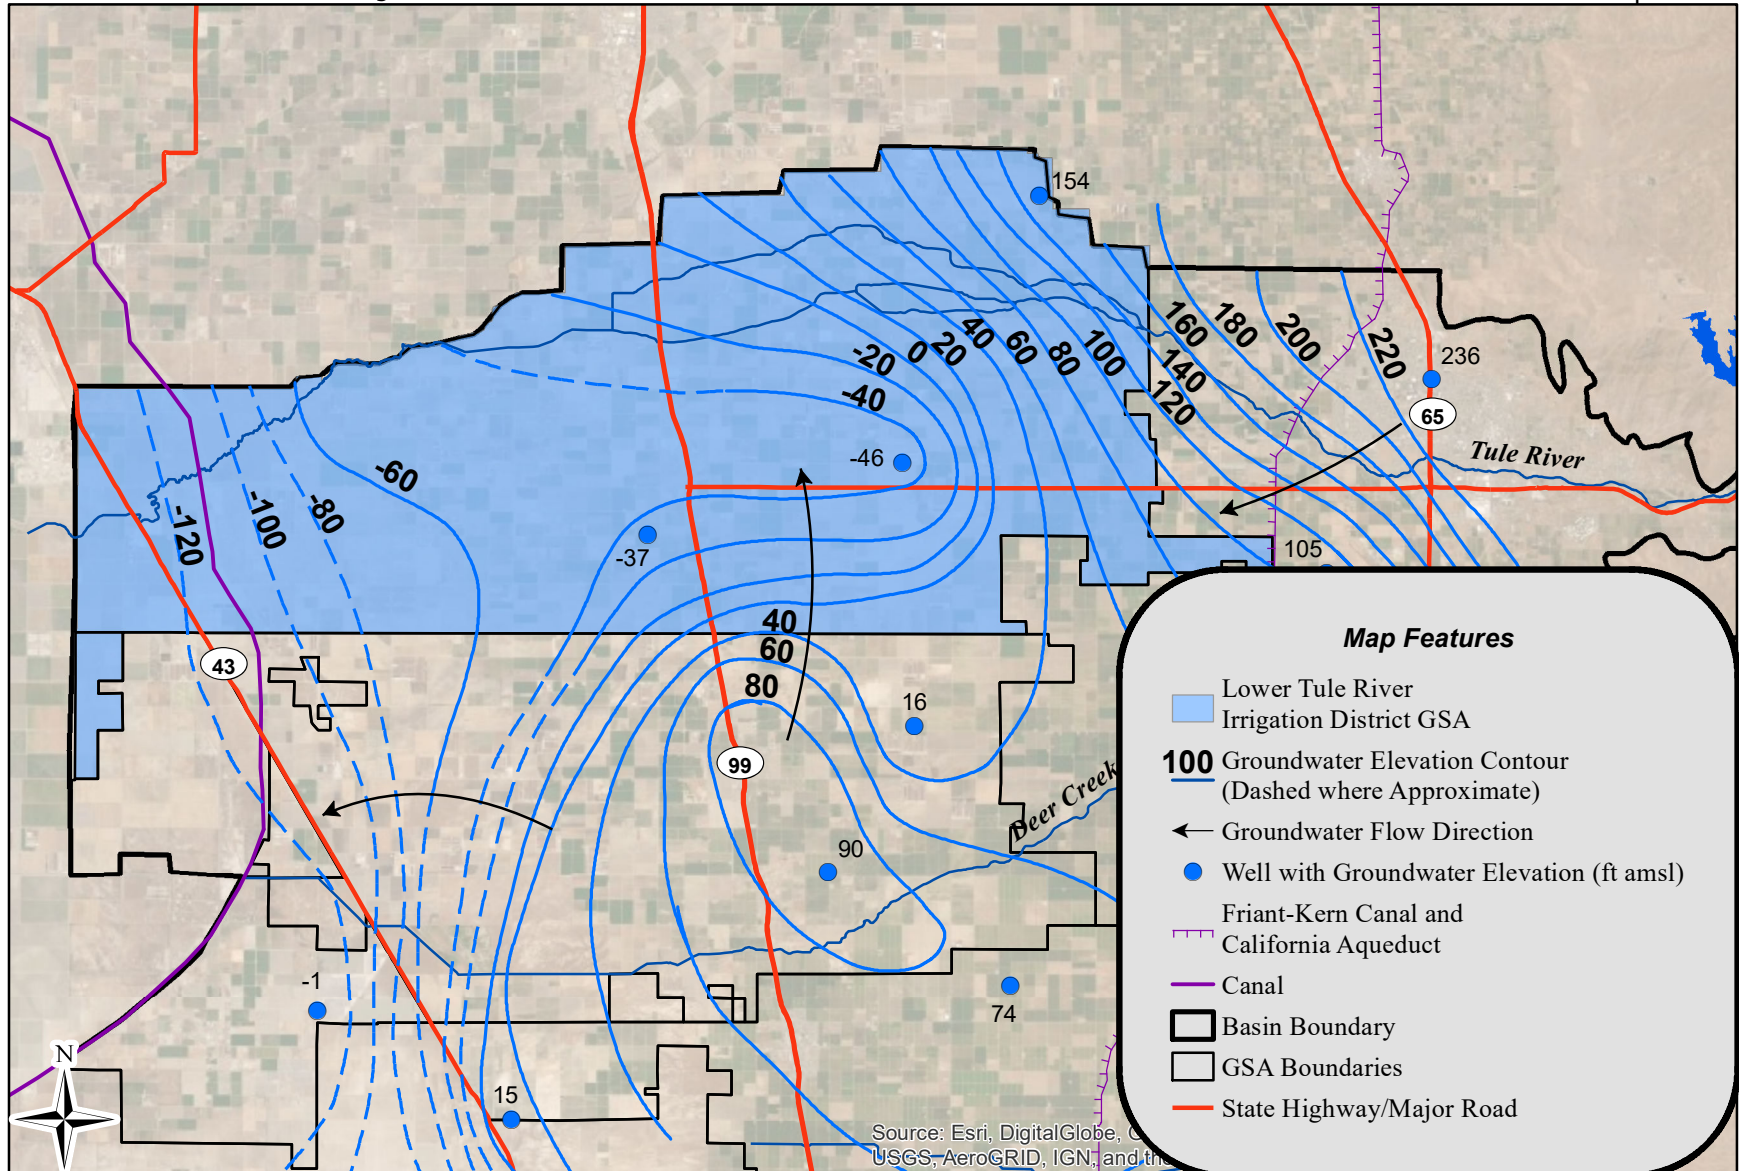 154
160
180
200
220
236
40
20
0
-20
60
80
100
140
120
-40
65
-46
Tule River
-60
-80
-100
-120
-37
105
40
60
80
43
16
99
Deer Creek
90
-1
74
15
N
Map Features
Lower Tule River
Irrigation District GSA
100 Groundwater Elevation Contour
(Dashed where Approximate)
Groundwater Flow Direction
Well with Groundwater Elevation (ft amsl)
Friant-Kern Canal and
California Aqueduct
Canal
Basin Boundary
GSA Boundaries
State Highway/Major Road
Source: Esri, DigitalGlobe,
USGS, AeroGRID, IGN, and